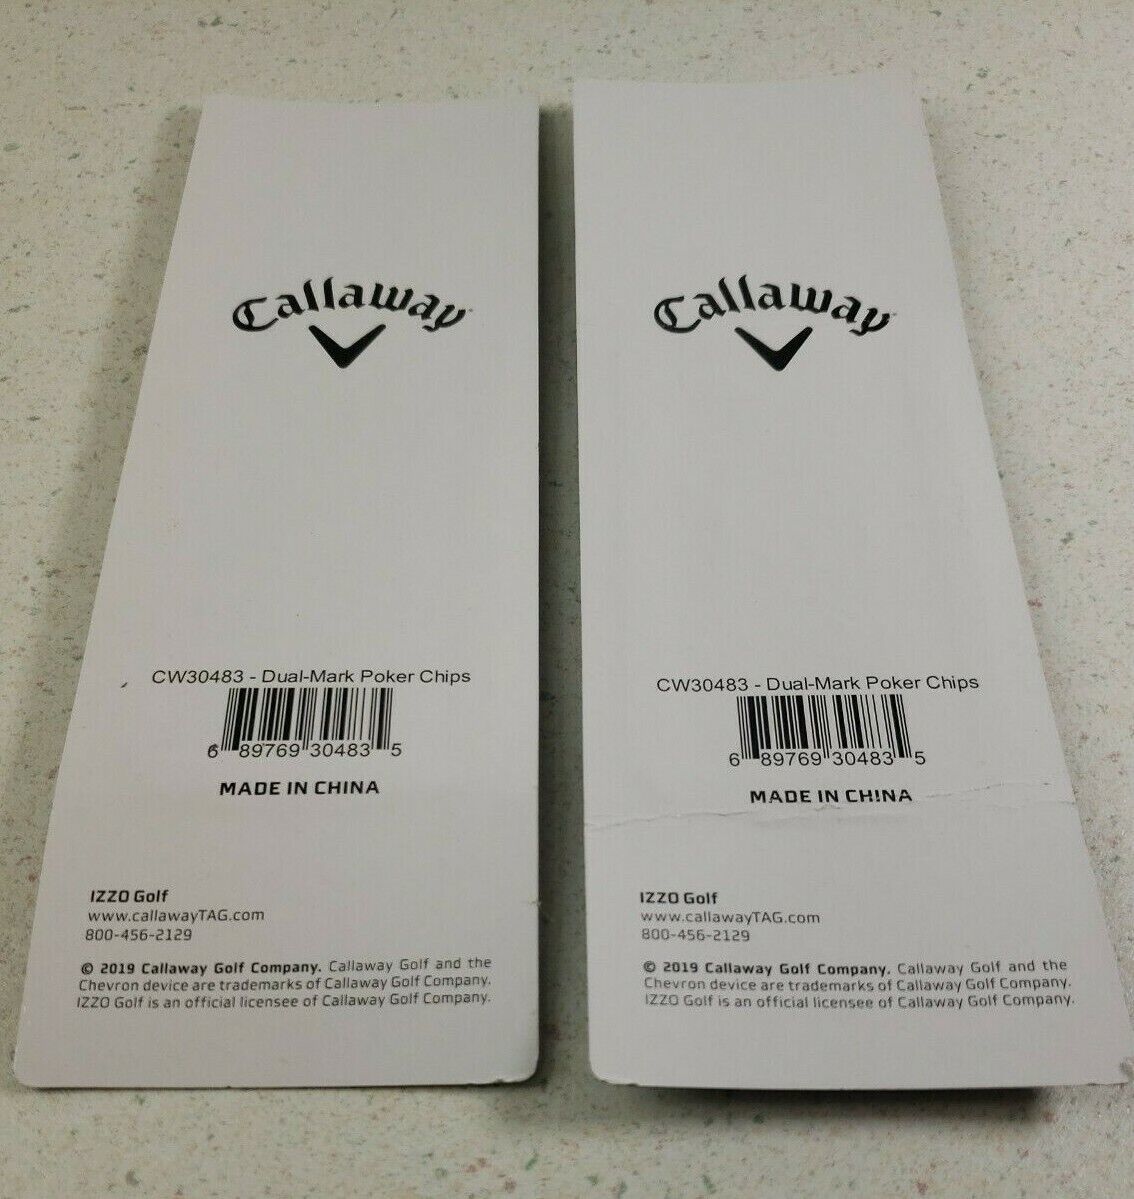 Callaway
CW30483 - Dual-Mark Poker Chips
6 89769 30483 5
MADE IN CHINA
IZZO Golf
www.callawayTAG.com
800-456-2129
© 2019 Callaway Golf Company. Callaway Golf and the
Chevron device are trademarks of Callaway Golf Company.
IZZO Golf is an official licensee of Callaway Golf Company.
Callaway
CW30483 - Dual-Mark Poker Chips
6 89769 30483 5
MADE IN CHINA
IZZO Golf
www.callawayTAG.com
800-456-2129
© 2019 Callaway Golf Company. Callaway Golf and the
Chevron device are trademarks of Callaway Golf Company.
IZZO Golf is an official licensee of Callaway Golf Company.